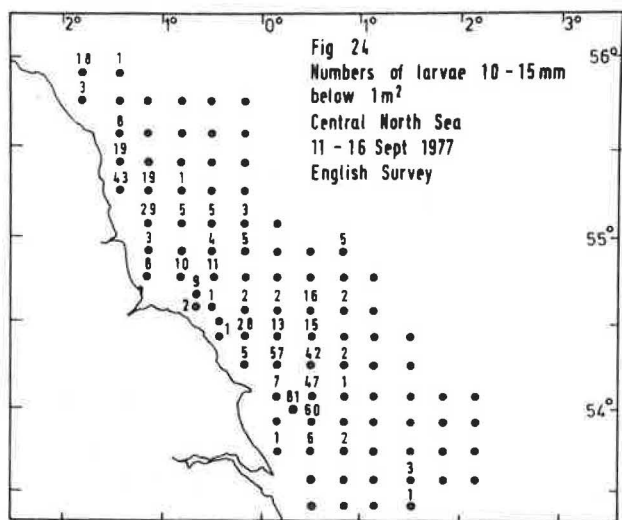 2° 1° 0° 1° 2° 3°
Fig 24
Numbers of larvae 10-15mm
below 1m²
Central North Sea
11-16 Sept 1977
English Survey
56°
18 1
3
8
19
43 19 1
29 5 5 3
3 4 5 5
55°
8 10 11
9
2 1 2 2 16 2
1 28 13 15
5 57 42 2
7 47 1
81
60
54°
1 6 2
3
1